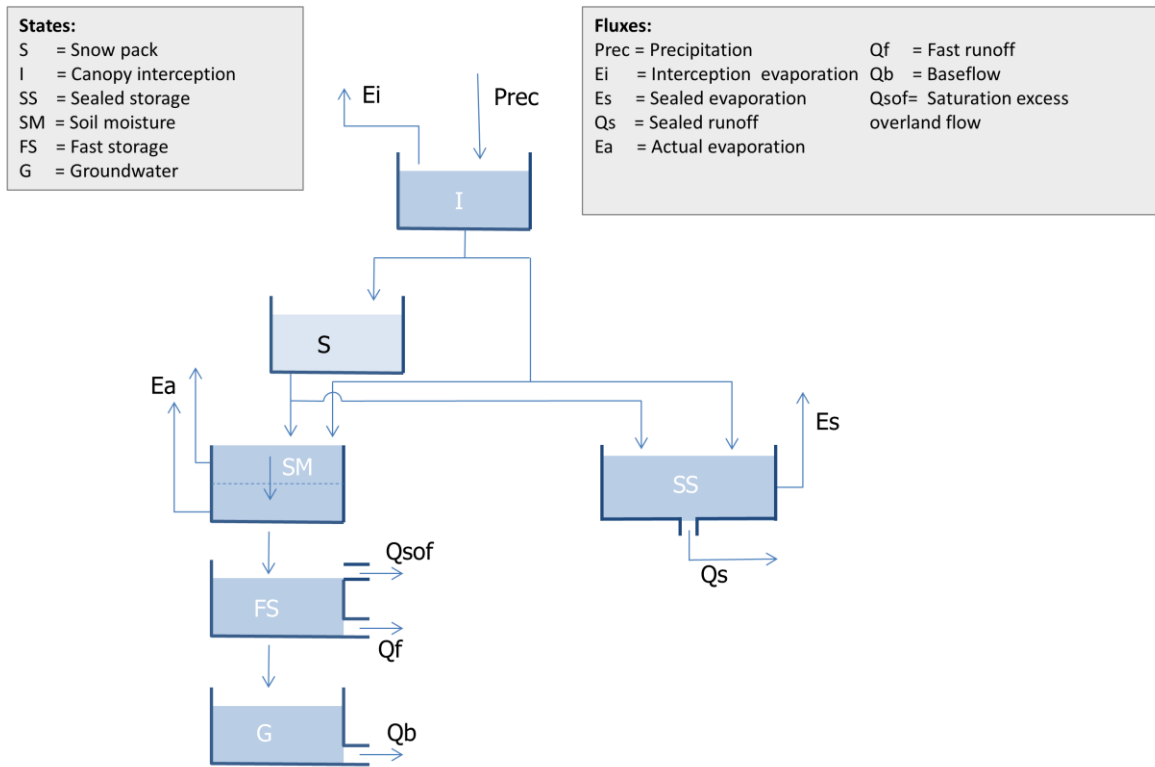 States:
S = Snow pack
I = Canopy interception
SS = Sealed storage
SM = Soil moisture
FS = Fast storage
G = Groundwater
Fluxes:
Prec = Precipitation
Ei = Interception evaporation
Es = Sealed evaporation
Qs = Sealed runoff
Ea = Actual evaporation
Qf = Fast runoff
Qb = Baseflow
Qsof= Saturation excess
overland flow
Ei
Prec
I
S
Ea
Es
SM
SS
Qsof
Qs
FS
Qf
G
Qb